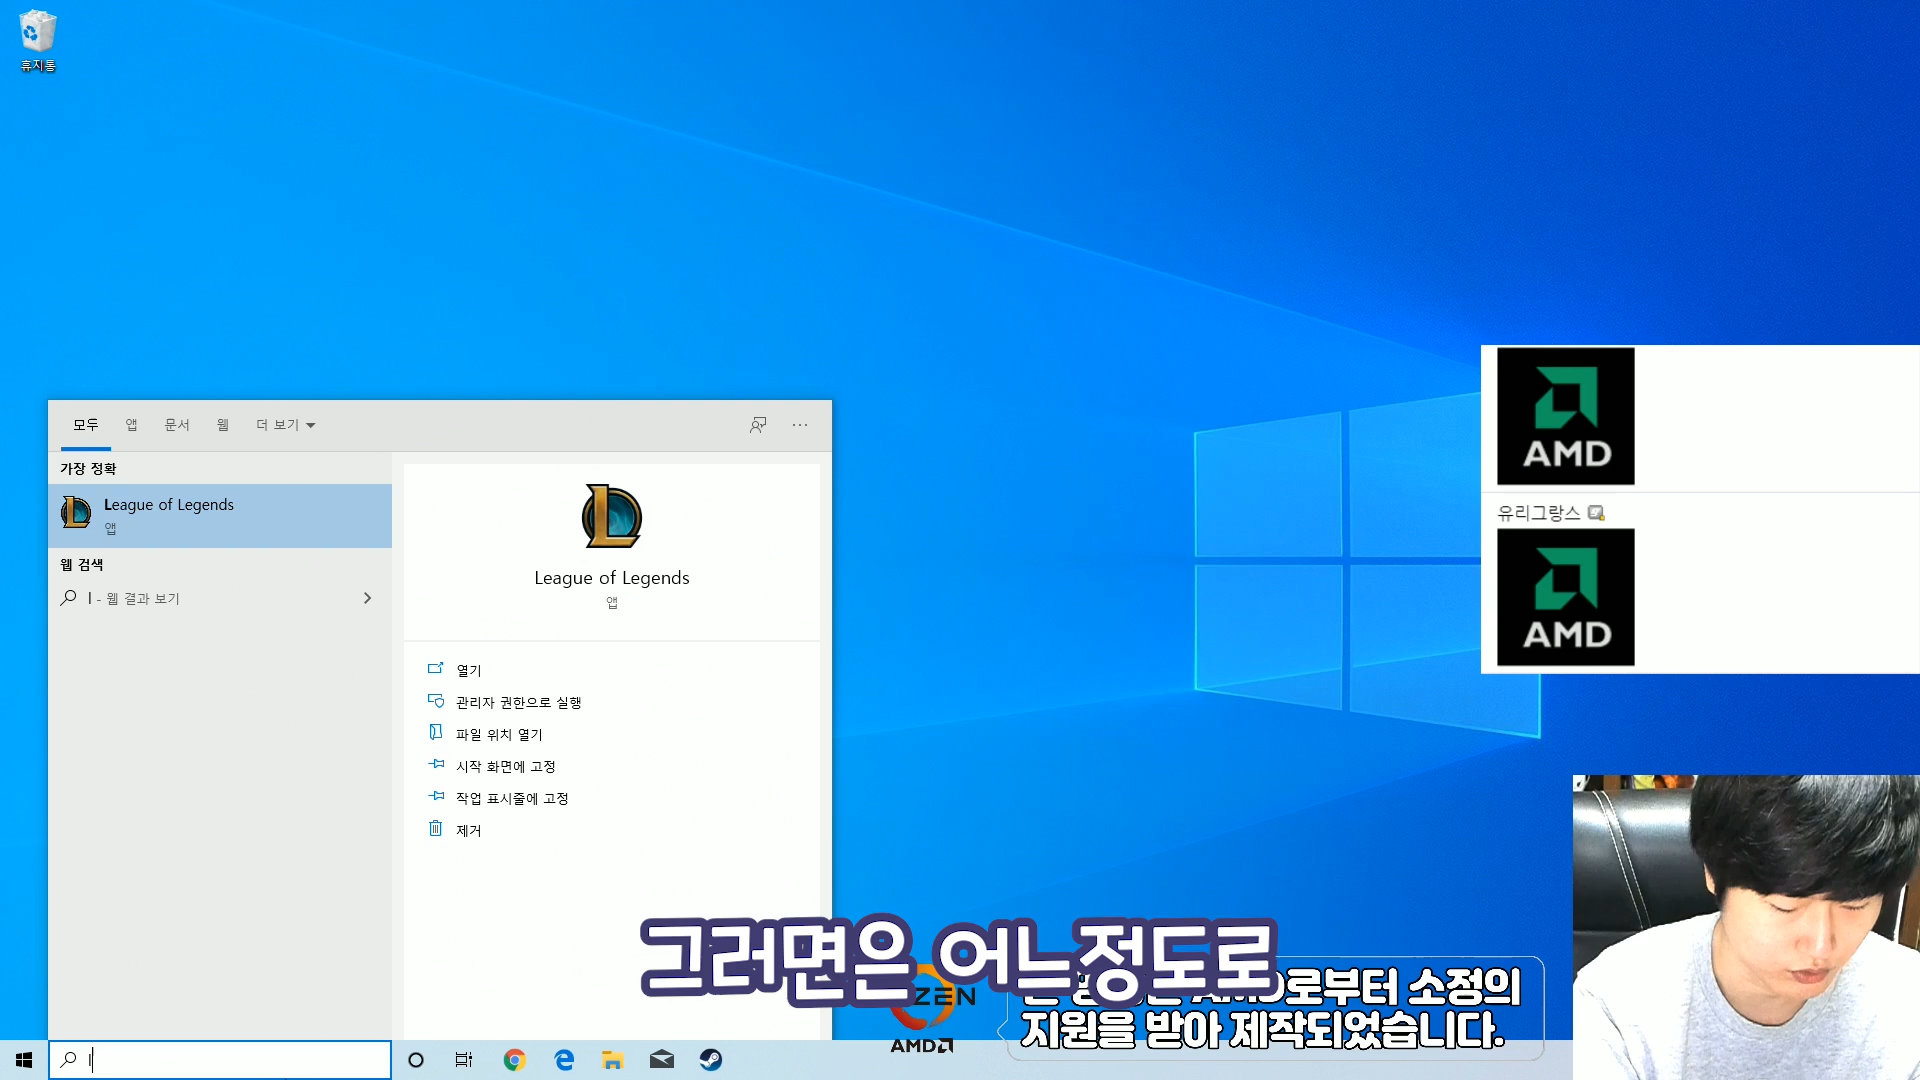 휴지통
모두 앱 문서 웹 더 보기
가장 정확
League of Legends
앱
웹 검색
l - 웹 결과 보기
League of Legends
앱
열기
관리자 권한으로 실행
파일 위치 열기
시작 화면에 고정
작업 표시줄에 고정
제거
l
AMD
유리그랑스
AMD
그러면은 어느정도로
ZEN
AMD
AMD로부터 소정의
지원을 받아 제작되었습니다.